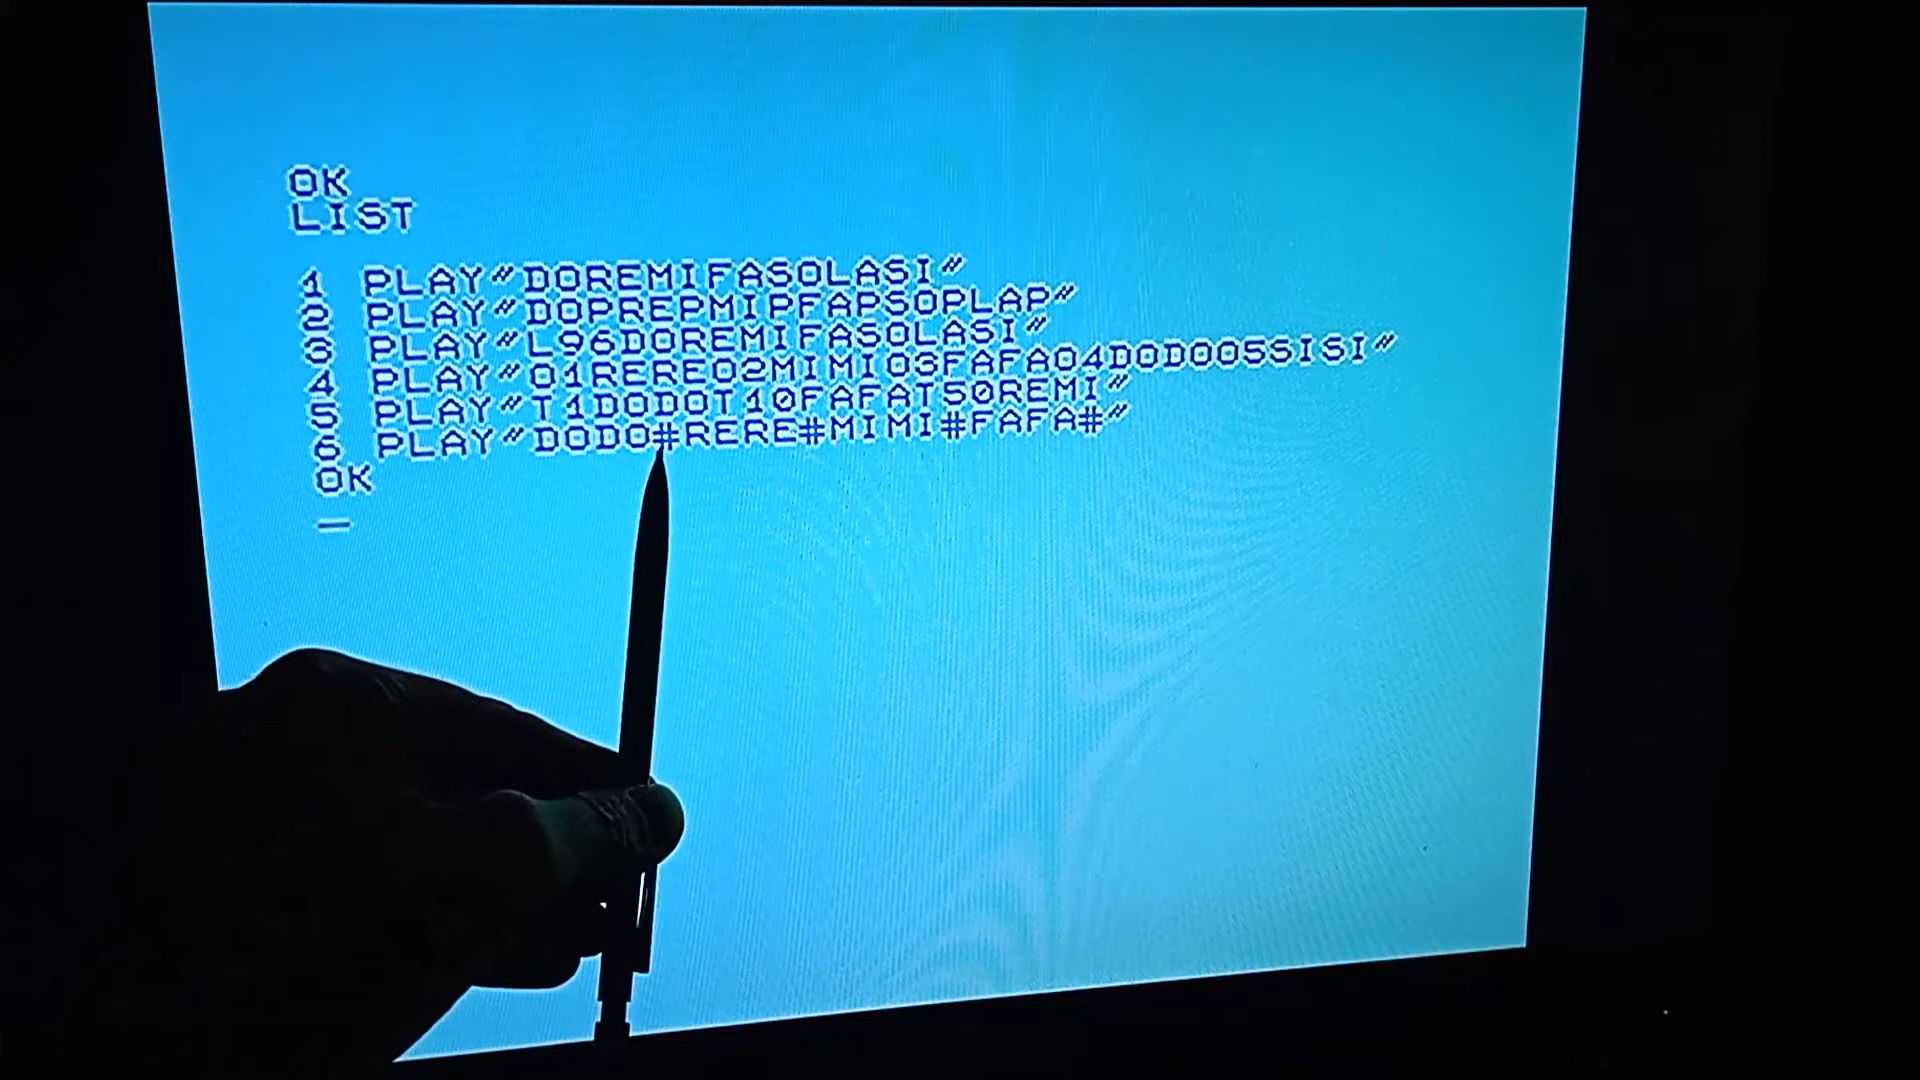 OK
LIST
1 PLAY"DOREMIFASOLASI"
2 PLAY"DOPREPMIPFAPSOPLAP"
3 PLAY"L96DOREMIFASOLASI"
4 PLAY"O1REREO2MIMIO3FAFAO4DODOO5SISI"
5 PLAY"T1DODOT10FAFAT50REMI"
6 PLAY"DODO#RERE#MIMI#FAFA#"
OK